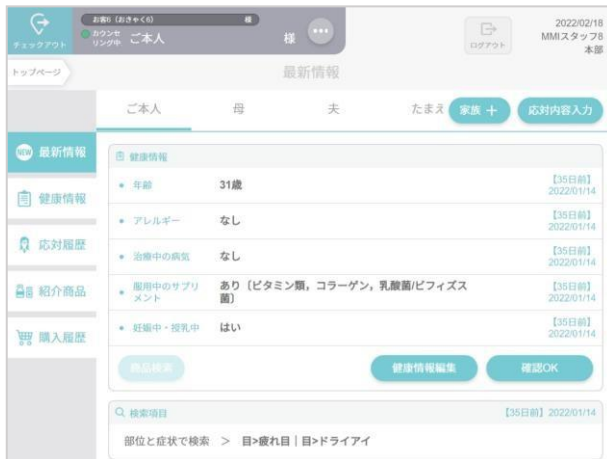 チェックアウト
お客6 (おきゃく6) 様
カウンセリング中 ご本人 様
ログアウト
2022/02/18
MMIスタッフ8
本部
トップページ
最新情報
ご本人 母 夫 たまえ 家族 + 応対内容入力
NEW 最新情報
健康情報
応対履歴
紹介商品
購入履歴
健康情報
年齢 31歳 【35日前】
2022/01/14
アレルギー なし 【35日前】
2022/01/14
治療中の病気 なし 【35日前】
2022/01/14
服用中のサプリ あり〔ビタミン類，コラーゲン，乳酸菌/ビフィズス 【35日前】
メント 菌〕 2022/01/14
妊娠中・授乳中 はい 【35日前】
2022/01/14
商品検索 健康情報編集 確認OK
検索項目 【35日前】2022/01/14
部位と症状で検索 > 目>疲れ目｜目>ドライアイ